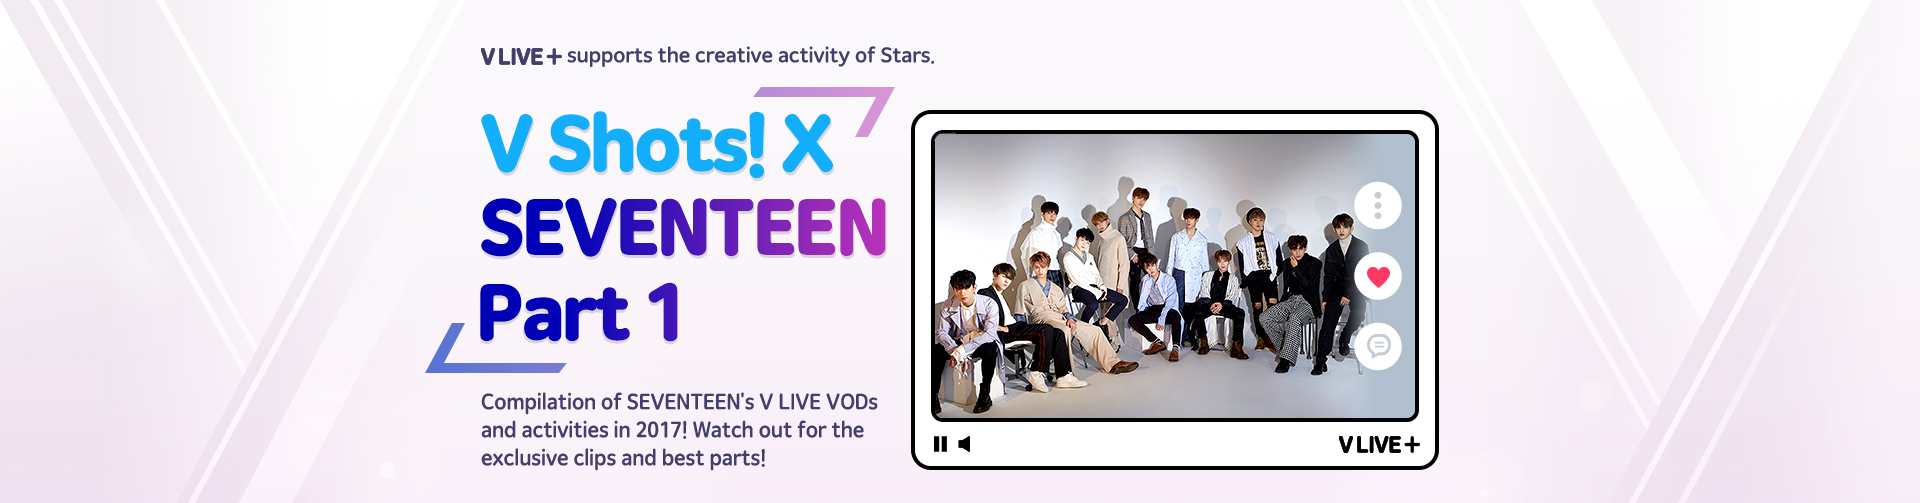 V LIVE+ supports the creative activity of Stars.
V Shots! X
SEVENTEEN
Part 1
Compilation of SEVENTEEN's V LIVE VODs
and activities in 2017! Watch out for the
exclusive clips and best parts!
V LIVE+